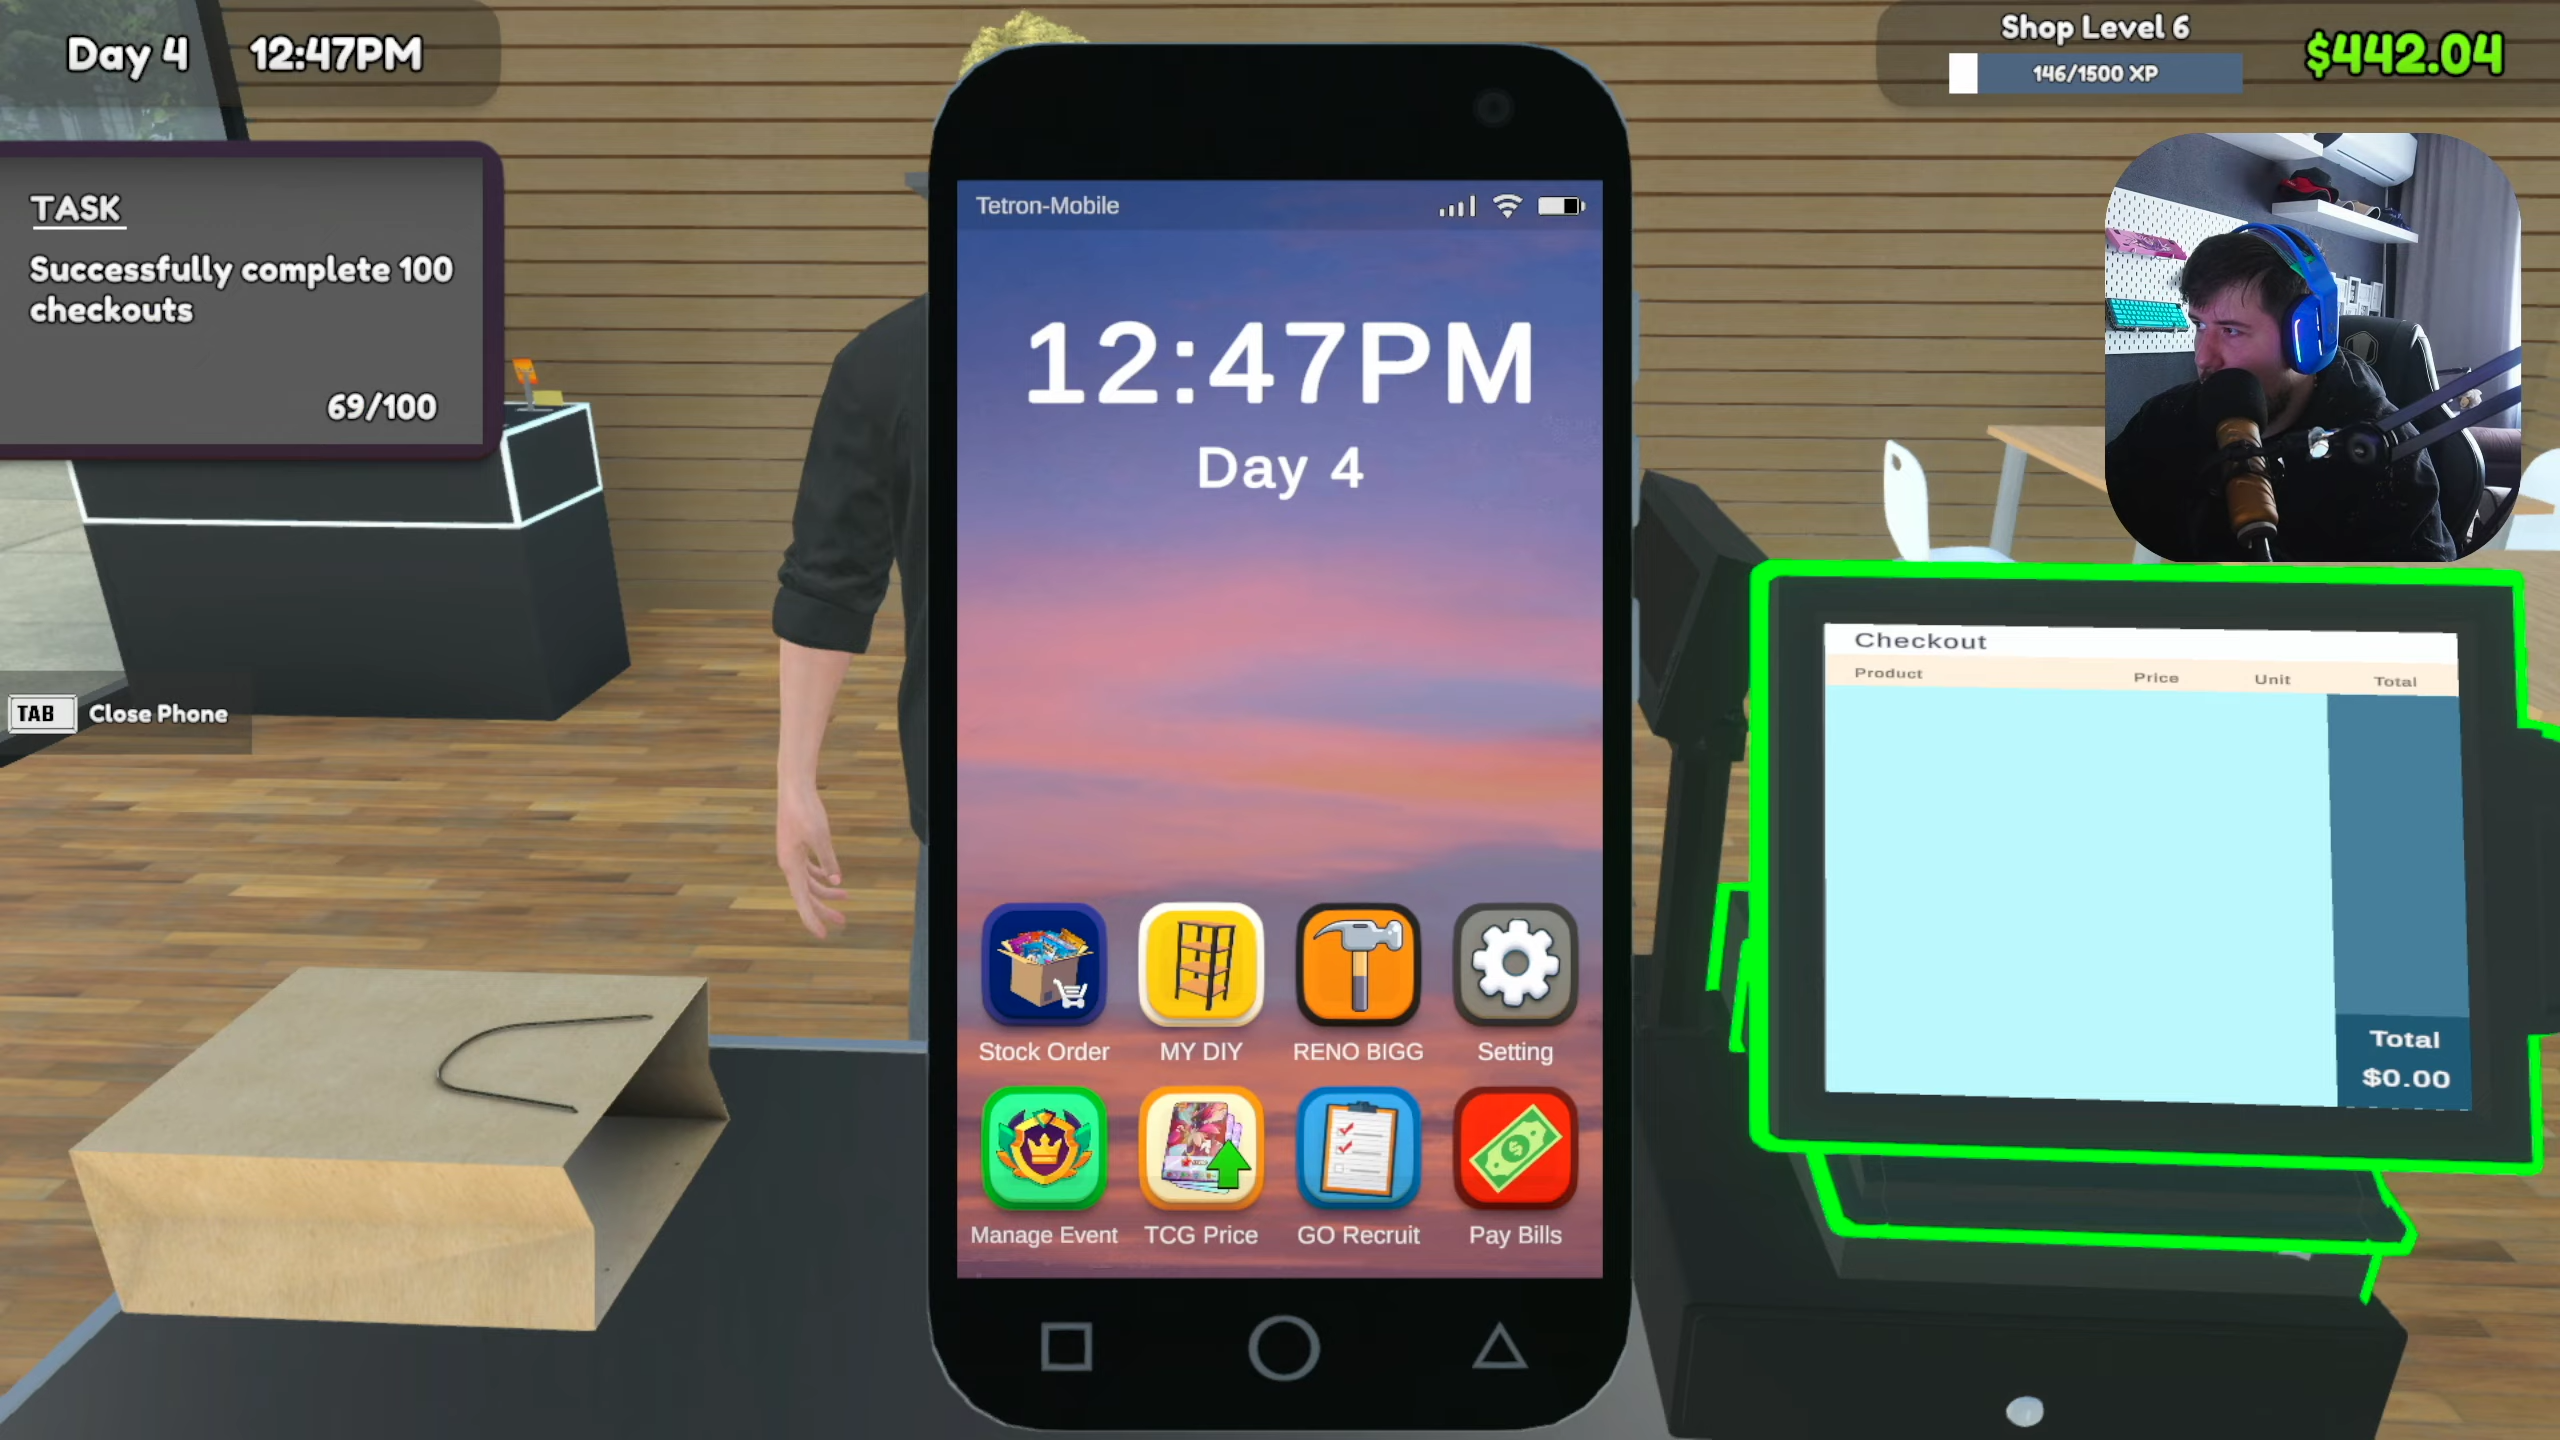 Day 4
12:47PM
Shop Level 6
146/1500 XP
$442.04
TASK
Successfully complete 100
checkouts
69/100
TAB
Close Phone
Tetron-Mobile
12:47PM
Day 4
Stock Order
MY DIY
RENO BIGG
Setting
Manage Event
TCG Price
GO Recruit
Pay Bills
Checkout
Product
Price
Unit
Total
Total
$0.00